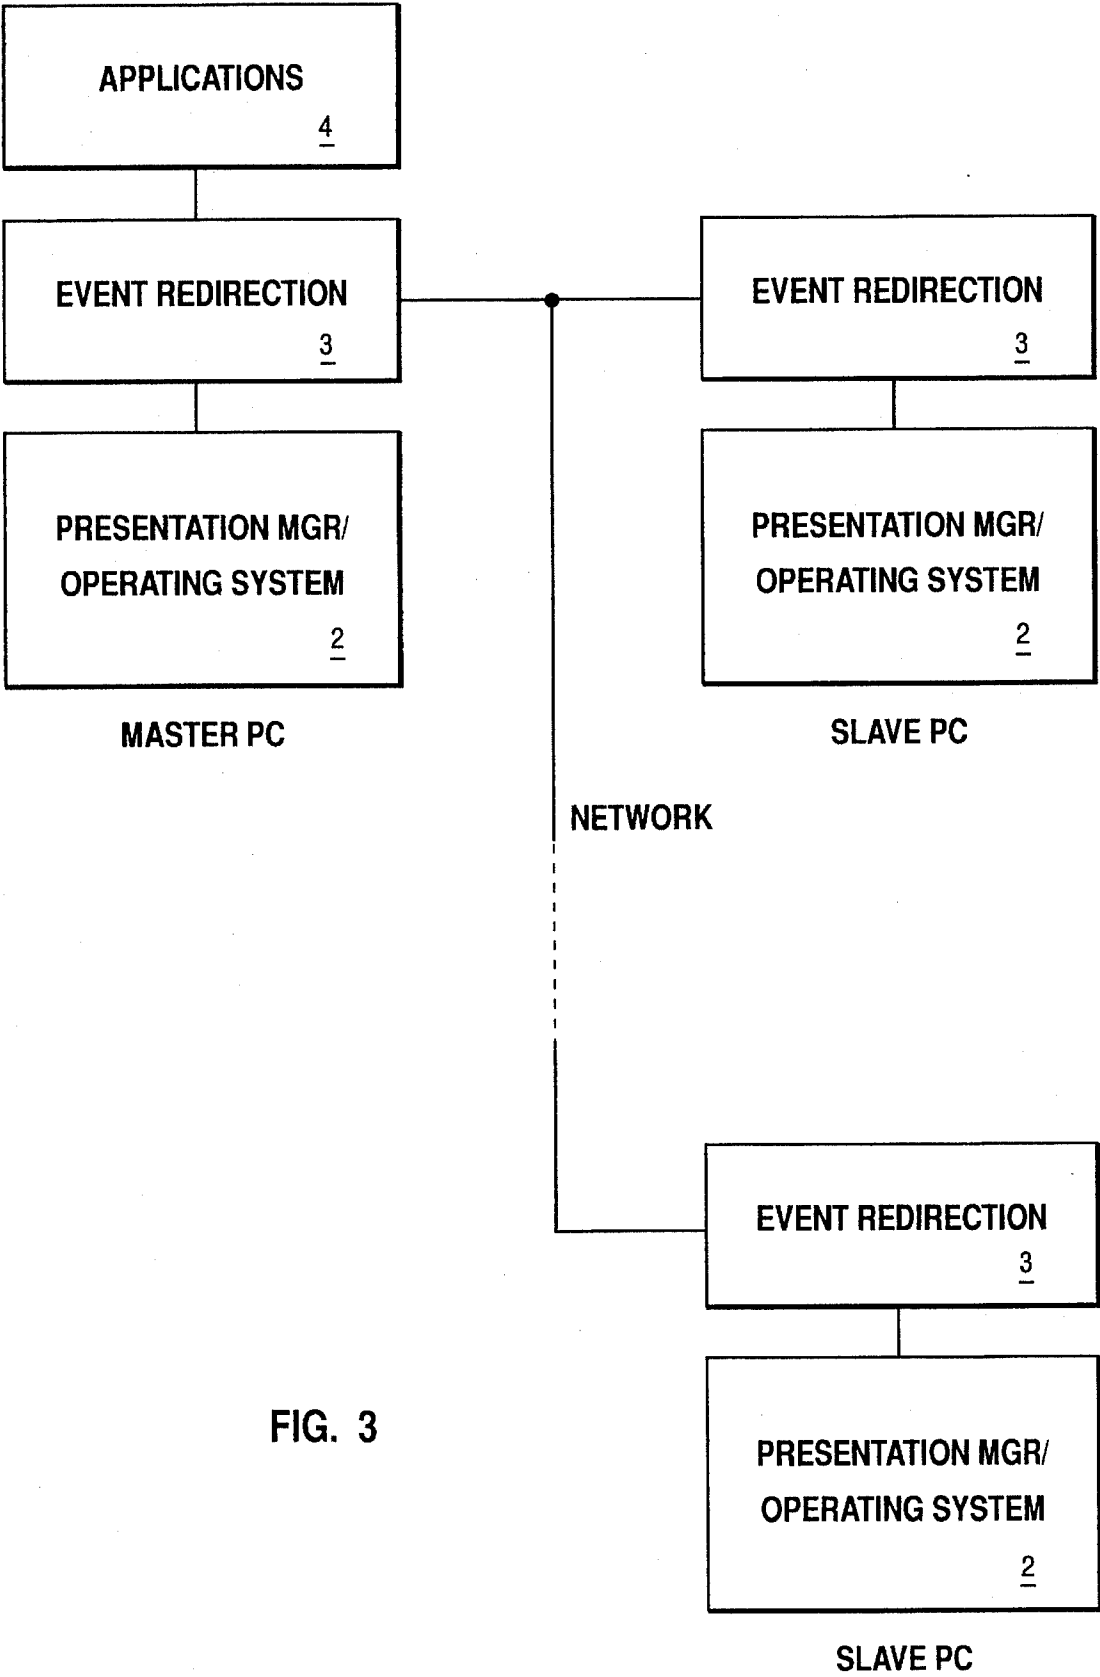 APPLICATIONS
4
EVENT REDIRECTION
3
PRESENTATION MGR/
OPERATING SYSTEM
2
MASTER PC
EVENT REDIRECTION
3
PRESENTATION MGR/
OPERATING SYSTEM
2
SLAVE PC
NETWORK
EVENT REDIRECTION
3
PRESENTATION MGR/
OPERATING SYSTEM
2
SLAVE PC
FIG. 3